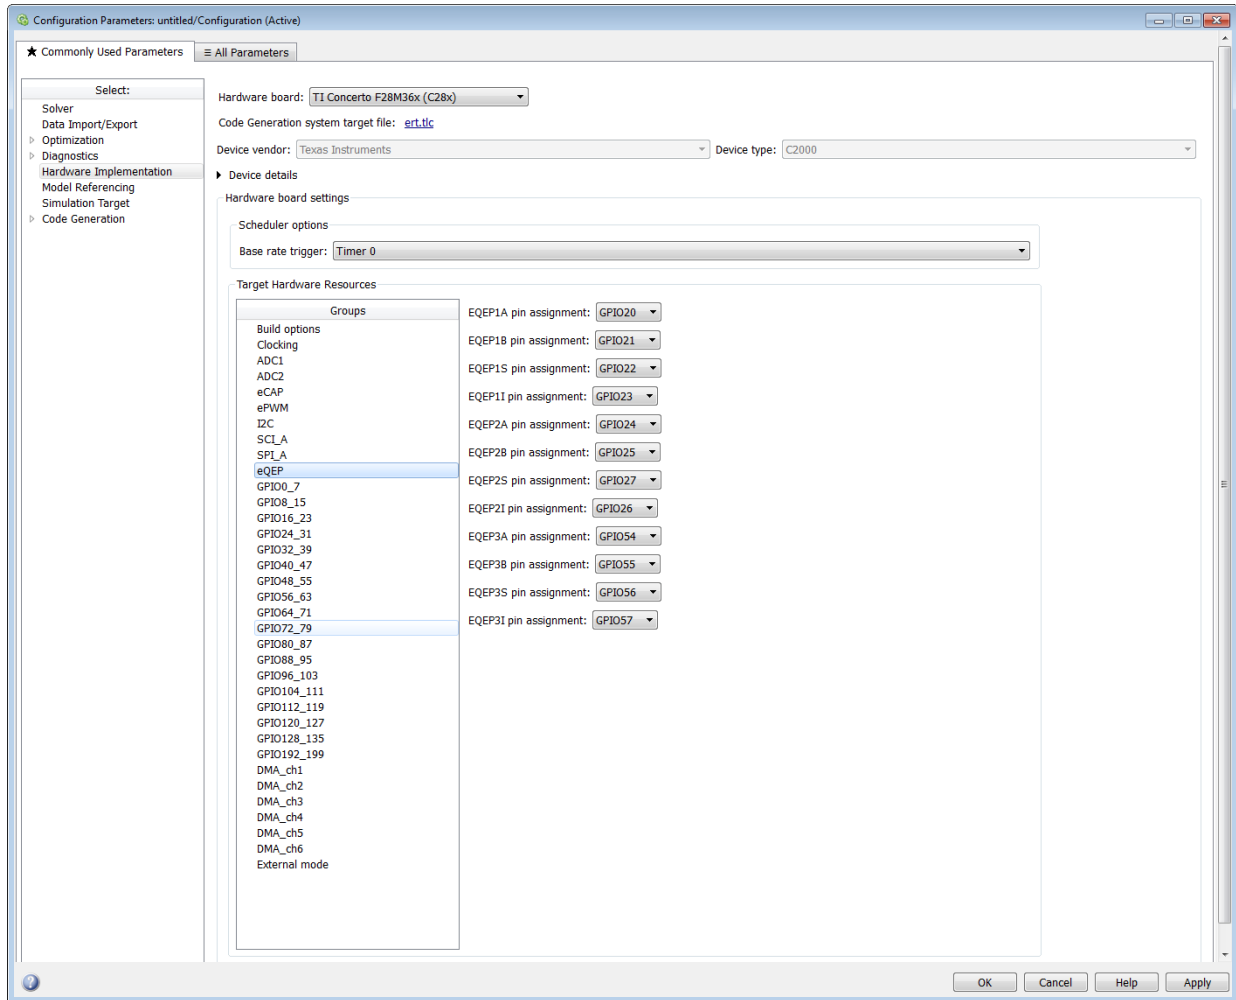 Configuration Parameters: untitled/Configuration (Active)
★ Commonly Used Parameters
≡ All Parameters
Select:
Solver
Data Import/Export
Optimization
Diagnostics
Hardware Implementation
Model Referencing
Simulation Target
Code Generation
Hardware board: TI Concerto F28M36x (C28x)
Code Generation system target file: ert.tlc
Device vendor: Texas Instruments Device type: C2000
Device details
Hardware board settings
Scheduler options
Base rate trigger: Timer 0
Target Hardware Resources
Groups
Build options
Clocking
ADC1
ADC2
eCAP
ePWM
I2C
SCI_A
SPI_A
eQEP
GPIO0_7
GPIO8_15
GPIO16_23
GPIO24_31
GPIO32_39
GPIO40_47
GPIO48_55
GPIO56_63
GPIO64_71
GPIO72_79
GPIO80_87
GPIO88_95
GPIO96_103
GPIO104_111
GPIO112_119
GPIO120_127
GPIO128_135
GPIO192_199
DMA_ch1
DMA_ch2
DMA_ch3
DMA_ch4
DMA_ch5
DMA_ch6
External mode
EQEP1A pin assignment: GPIO20
EQEP1B pin assignment: GPIO21
EQEP1S pin assignment: GPIO22
EQEP1I pin assignment: GPIO23
EQEP2A pin assignment: GPIO24
EQEP2B pin assignment: GPIO25
EQEP2S pin assignment: GPIO27
EQEP2I pin assignment: GPIO26
EQEP3A pin assignment: GPIO54
EQEP3B pin assignment: GPIO55
EQEP3S pin assignment: GPIO56
EQEP3I pin assignment: GPIO57
?
OK
Cancel
Help
Apply